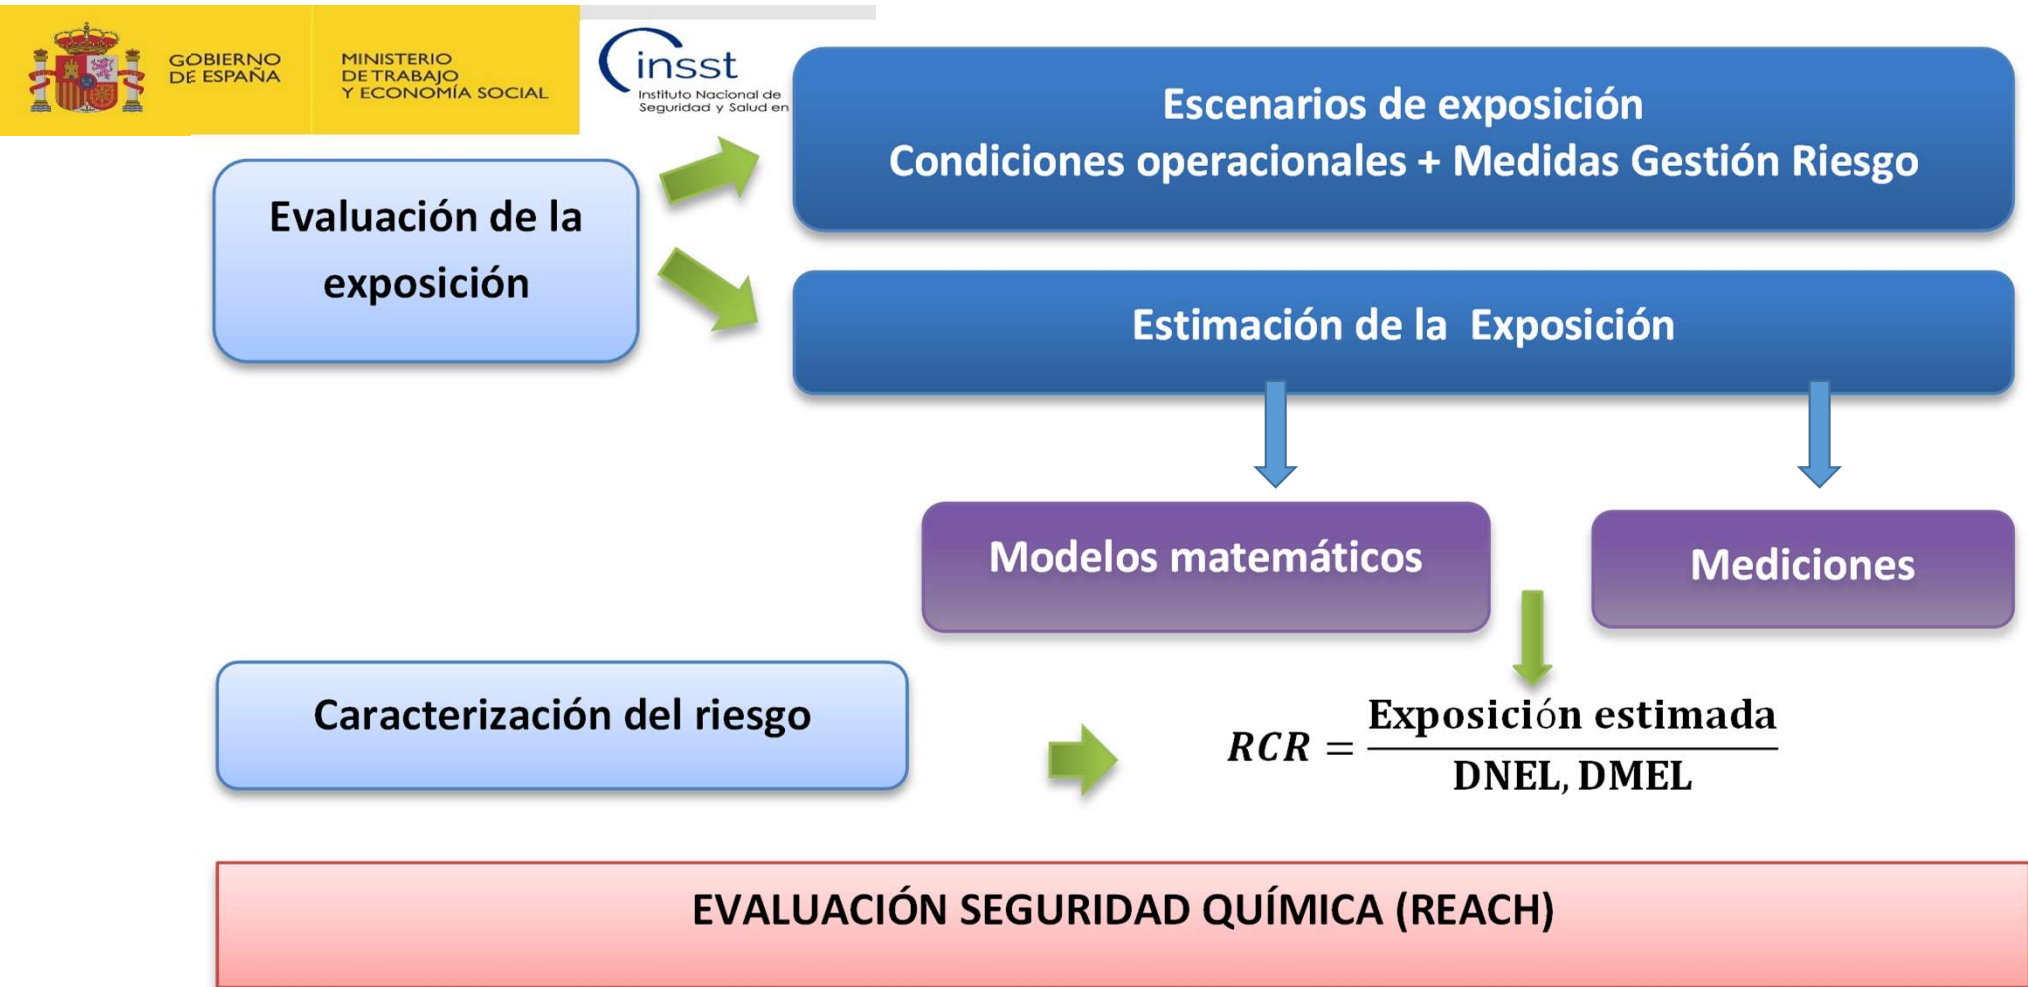 GOBIERNO
DE ESPAÑA
MINISTERIO
DE TRABAJO
Y ECONOMÍA SOCIAL
insst
Instituto Nacional de
Seguridad y Salud en
Escenarios de exposición
Condiciones operacionales + Medidas Gestión Riesgo
Evaluación de la
exposición
Estimación de la Exposición
Modelos matemáticos
Mediciones
Caracterización del riesgo
RCR = Exposición estimada
DNEL, DMEL
EVALUACIÓN SEGURIDAD QUÍMICA (REACH)